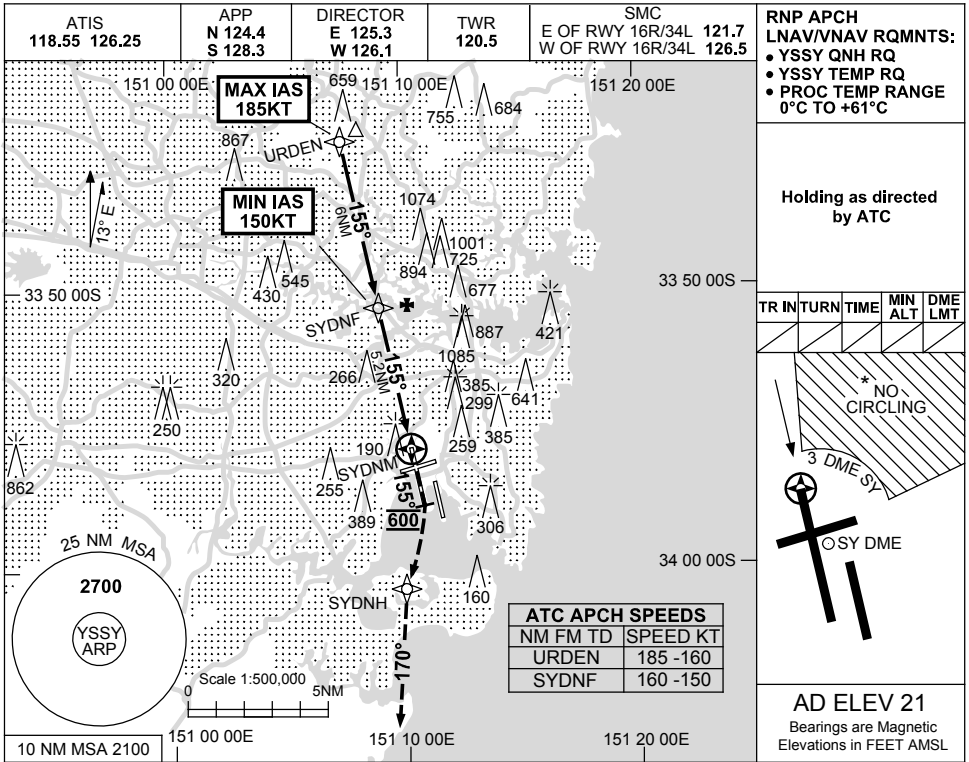 ATIS
118.55 126.25
APP
N 124.4
S 128.3
DIRECTOR
E 125.3
W 126.1
TWR
120.5
SMC
E OF RWY 16R/34L 121.7
W OF RWY 16R/34L 126.5
RNP APCH
LNAV/VNAV RQMNTS:
• YSSY QNH RQ
• YSSY TEMP RQ
• PROC TEMP RANGE
0°C TO +61°C
Holding as directed
by ATC
TR IN
TURN
TIME
MIN
ALT
DME
LMT
151 00 00E
151 10 00E
151 20 00E
MAX IAS
185KT
659
755
684
URDEN
867
13° E
MIN IAS
150KT
155°
6NM
1074
1001
725
894
545
430
677
33 50 00S
33 50 00S
SYDNF
887
421
155°
5.2NM
1085
320
266
385
299
641
250
190
259
385
SYDNM
862
255
155°
389
600
306
34 00 00S
25 NM MSA
2700
YSSY
ARP
SYDNH
160
170°
ATC APCH SPEEDS
NM FM TD SPEED KT
URDEN 185 -160
SYDNF 160 -150
Scale 1:500,000
0
5NM
10 NM MSA 2100
151 00 00E
151 10 00E
151 20 00E
* NO
CIRCLING
3 DME SY
SY DME
AD ELEV 21
Bearings are Magnetic
Elevations in FEET AMSL